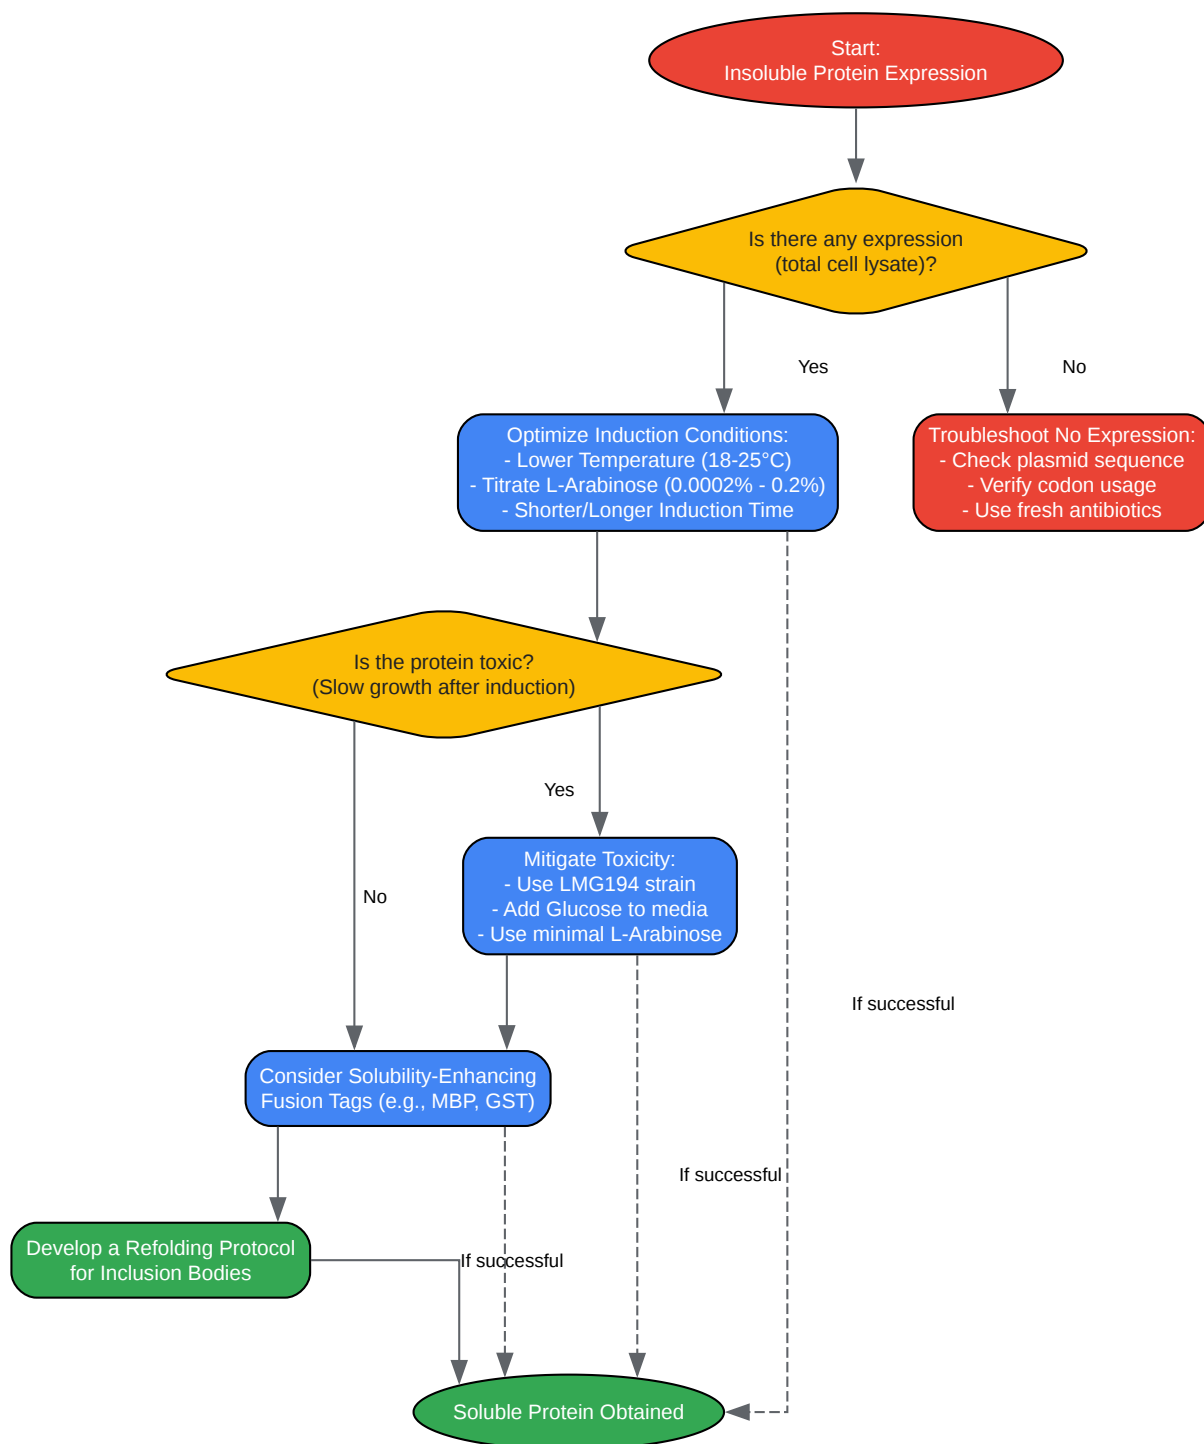 Start:
Insoluble Protein Expression
Is there any expression
(total cell lysate)?
Yes
No
Optimize Induction Conditions:
- Lower Temperature (18-25°C)
- Titrate L-Arabinose (0.0002% - 0.2%)
- Shorter/Longer Induction Time
Troubleshoot No Expression:
- Check plasmid sequence
- Verify codon usage
- Use fresh antibiotics
Is the protein toxic?
(Slow growth after induction)
Yes
No
Mitigate Toxicity:
- Use LMG194 strain
- Add Glucose to media
- Use minimal L-Arabinose
If successful
Consider Solubility-Enhancing
Fusion Tags (e.g., MBP, GST)
If successful
Develop a Refolding Protocol
for Inclusion Bodies
If successful
Soluble Protein Obtained